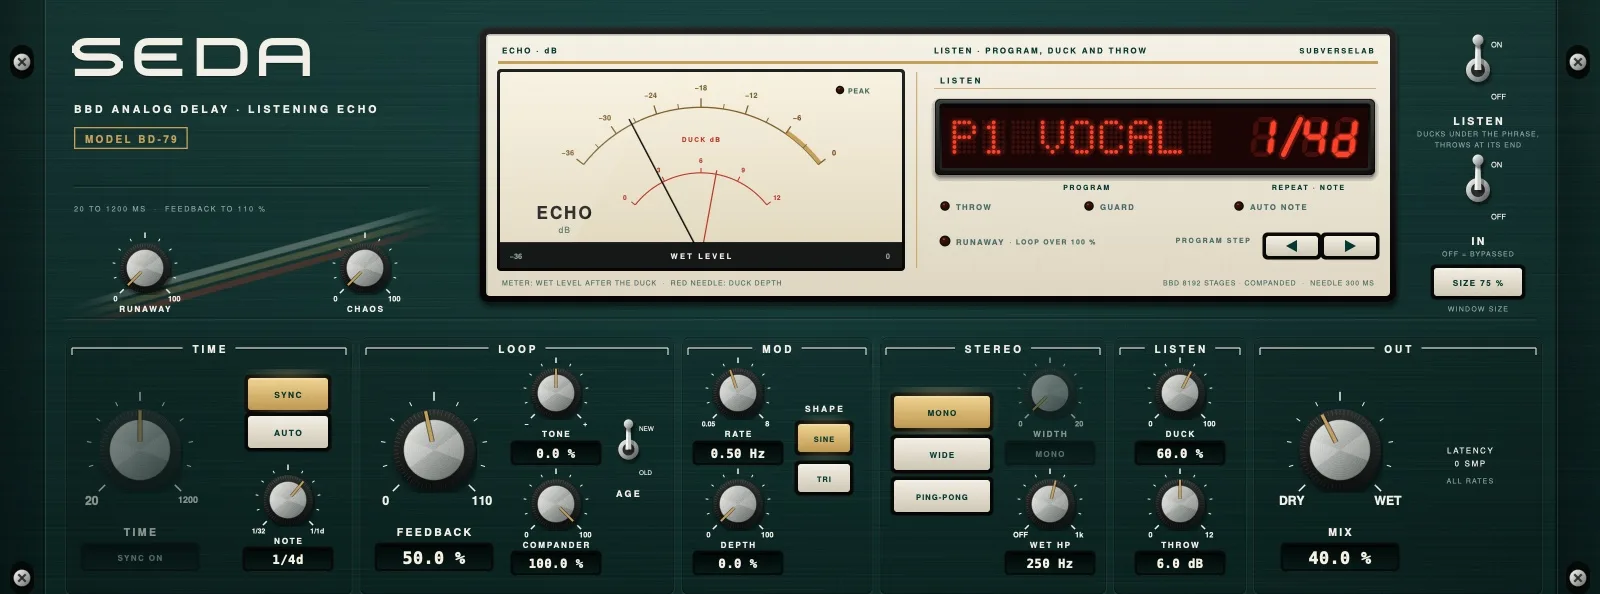 SEDA
BBD ANALOG DELAY · LISTENING ECHO
MODEL BD-79
20 TO 1200 MS · FEEDBACK TO 110 %
0 100
RUNAWAY
0 100
CHAOS
ECHO · dB
LISTEN · PROGRAM, DUCK AND THROW
SUBVERSELAB
PEAK
-36 -30 -24 -18 -12 -6 0
DUCK dB
0 3 6 9 12
ECHO
dB
-36 WET LEVEL 0
METER: WET LEVEL AFTER THE DUCK · RED NEEDLE: DUCK DEPTH
LISTEN
P1 VOCAL 1/4d
PROGRAM
REPEAT · NOTE
THROW
GUARD
AUTO NOTE
RUNAWAY · LOOP OVER 100 %
PROGRAM STEP
◀ ▶
BBD 8192 STAGES · COMPANDED · NEEDLE 300 MS
ON
OFF
LISTEN
DUCKS UNDER THE PHRASE,
THROWS AT ITS END
ON
OFF
IN
OFF = BYPASSED
SIZE 75 %
WINDOW SIZE
TIME
20 1200
TIME
SYNC ON
SYNC
AUTO
1/32 1/1d
NOTE
1/4d
LOOP
0 110
FEEDBACK
50.0 %
- +
TONE
0.0 %
0 100
COMPANDER
100.0 %
NEW
OLD
AGE
MOD
0.05 8
RATE
0.50 Hz
0 100
DEPTH
0.0 %
SHAPE
SINE
TRI
STEREO
MONO
WIDE
PING-PONG
0 20
WIDTH
MONO
OFF 1k
WET HP
250 Hz
LISTEN
0 100
DUCK
60.0 %
0 12
THROW
6.0 dB
OUT
DRY WET
MIX
40.0 %
LATENCY
0 SMP
ALL RATES